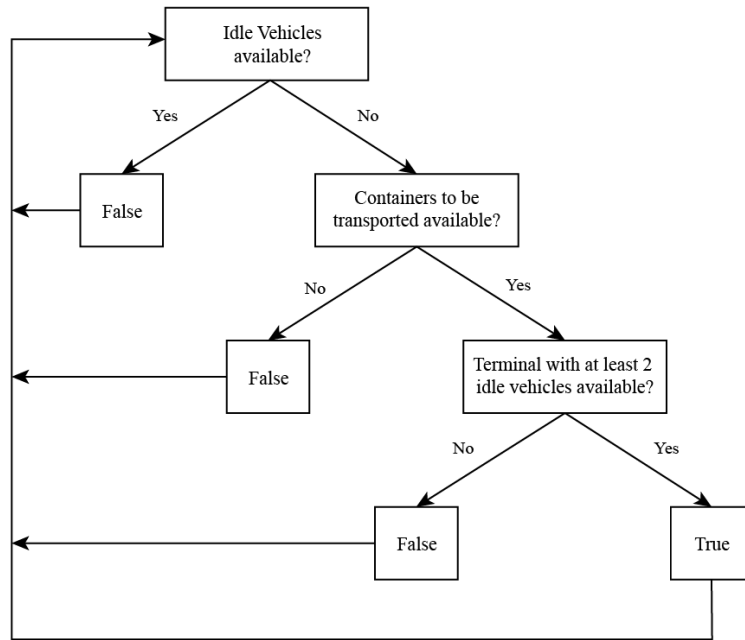 Idle Vehicles
available?
Yes
No
False
Containers to be
transported available?
No
Yes
False
Terminal with at least 2
idle vehicles available?
No
Yes
False
True